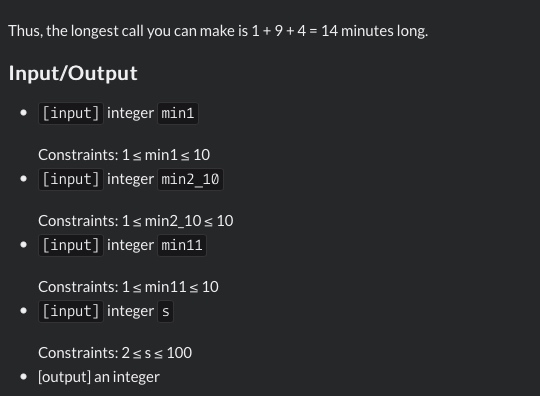 Thus, the longest call you can make is 1 + 9 + 4 = 14 minutes long.
Input/Output
• [input] integer min1
Constraints: 1 ≤ min1 ≤ 10
• [input] integer min2_10
Constraints: 1 ≤ min2_10 ≤ 10
• [input] integer min11
Constraints: 1 ≤ min11 ≤ 10
• [input] integer s
Constraints: 2 ≤ s ≤ 100
• [output] an integer